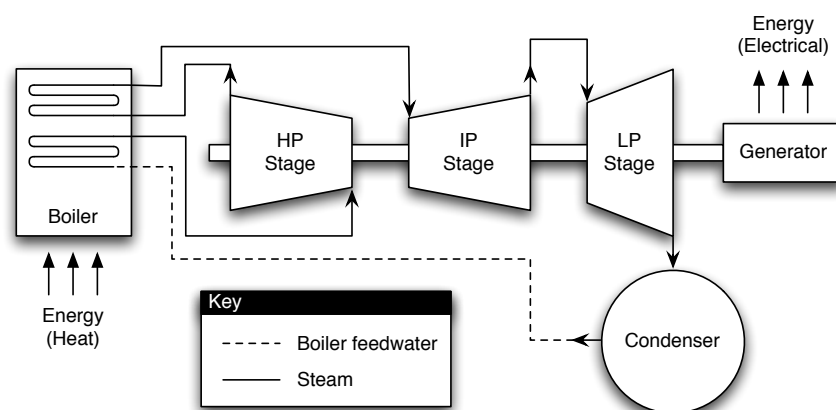 Energy
(Electrical)
HP
Stage
IP
Stage
LP
Stage
Generator
Boiler
Energy
(Heat)
Key
Boiler feedwater
Steam
Condenser